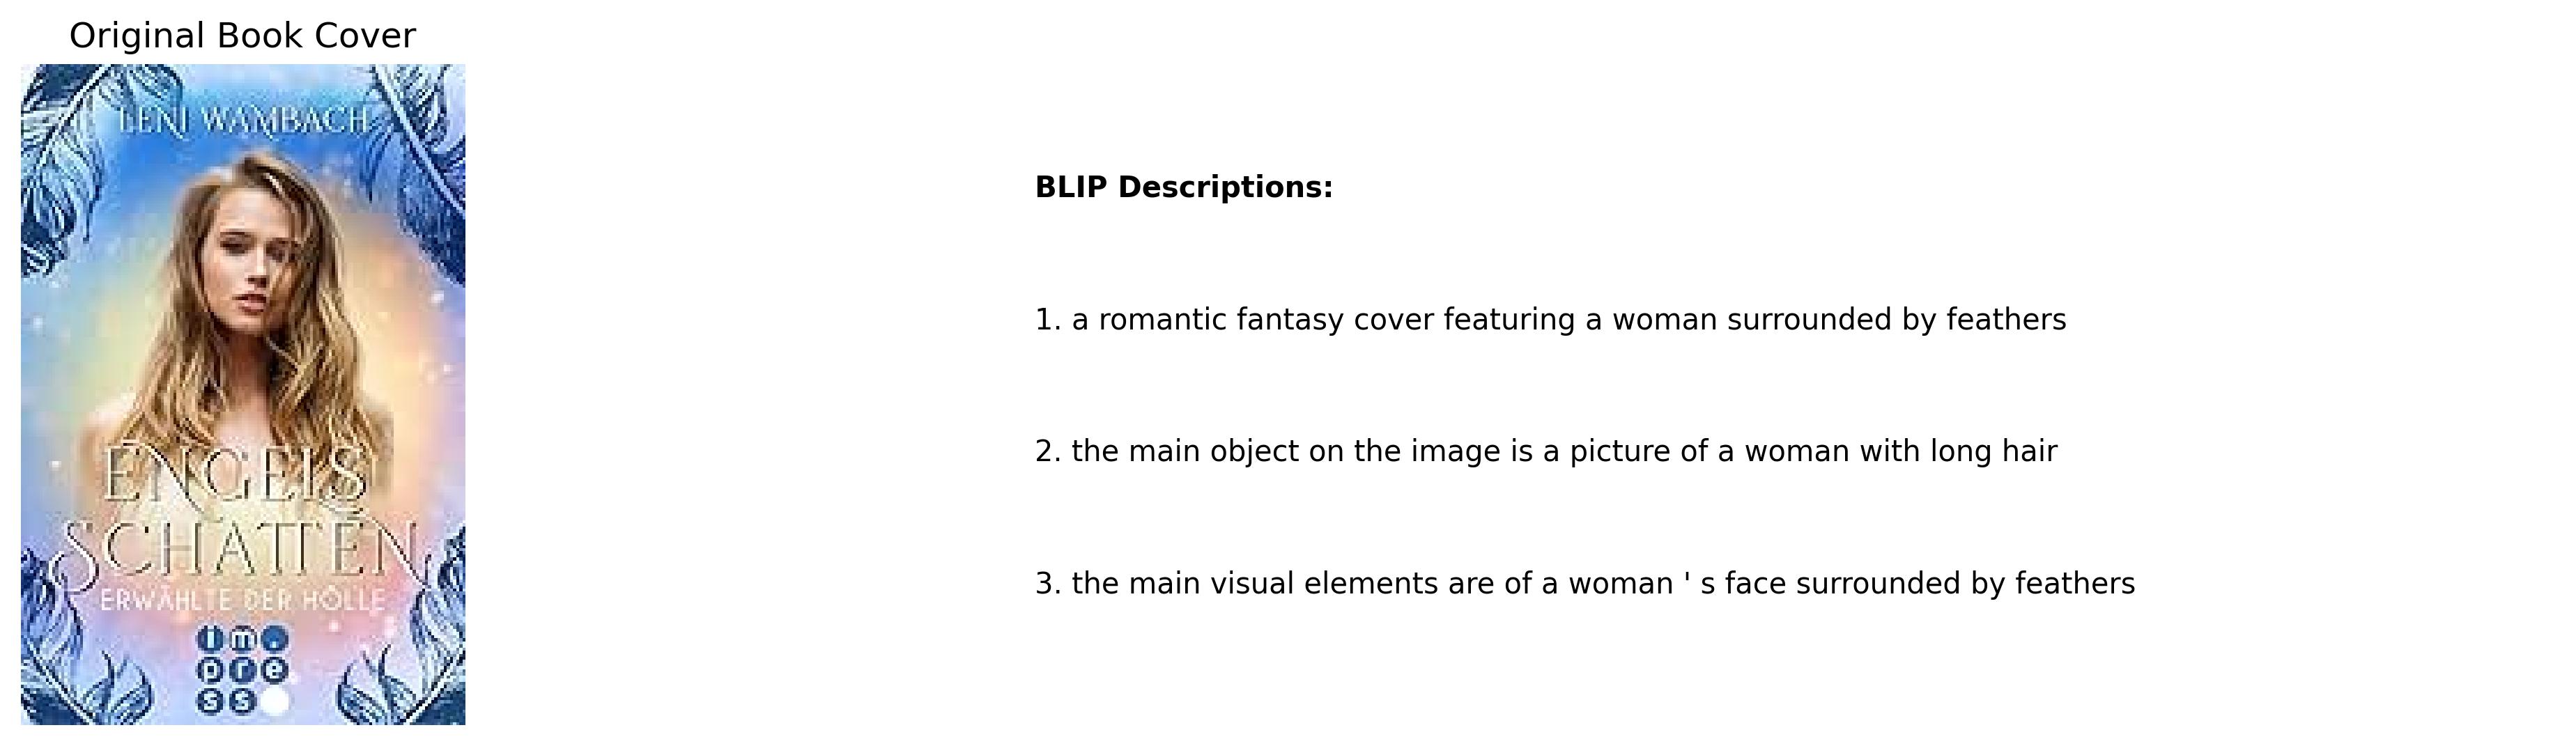 Original Book Cover
LENI WAMBACH
ENGELS
SCHATTEN
ERWÄHLTE DER HÖLLE
im.
pre
ss
BLIP Descriptions:
1. a romantic fantasy cover featuring a woman surrounded by feathers
2. the main object on the image is a picture of a woman with long hair
3. the main visual elements are of a woman ' s face surrounded by feathers